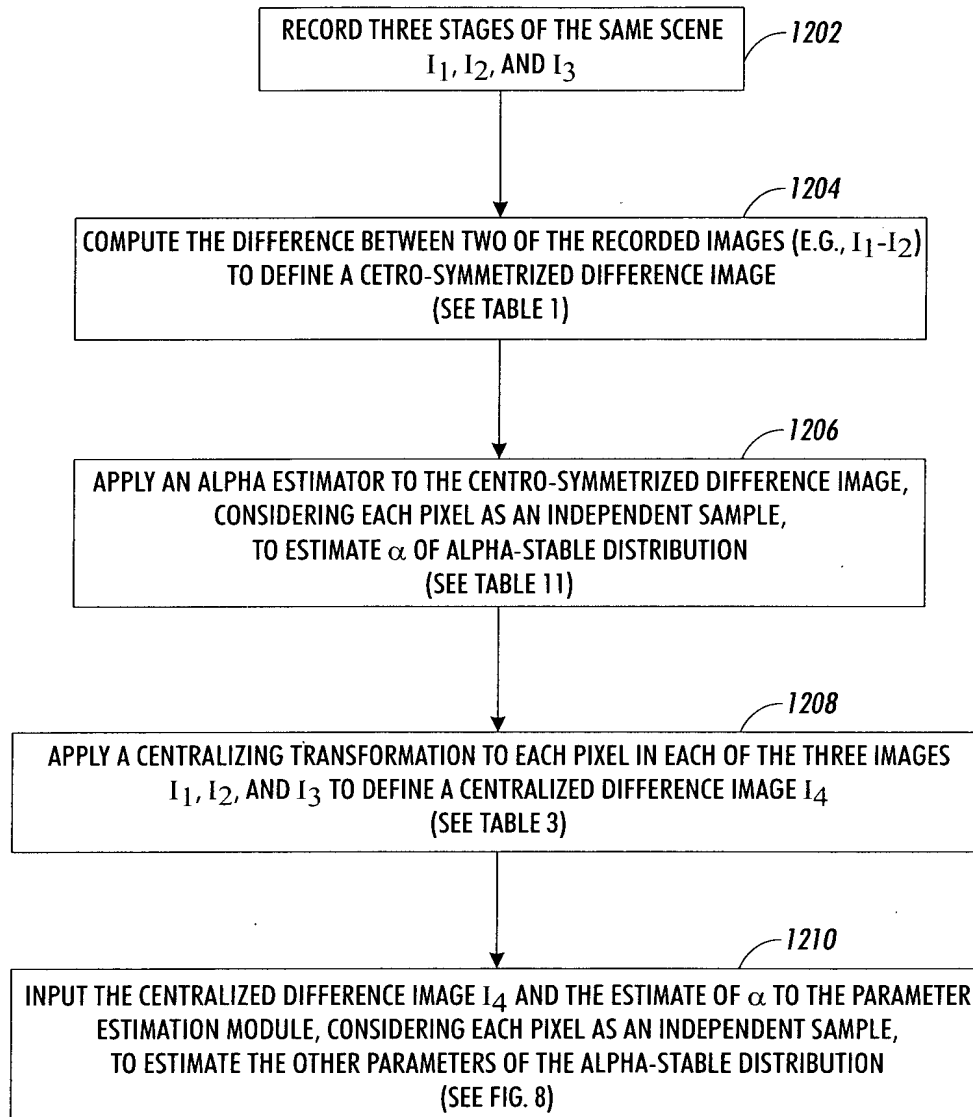 RECORD THREE STAGES OF THE SAME SCENE
I1, I2, AND I3
1202
1204
COMPUTE THE DIFFERENCE BETWEEN TWO OF THE RECORDED IMAGES (E.G., I1-I2)
TO DEFINE A CETRO-SYMMETRIZED DIFFERENCE IMAGE
(SEE TABLE 1)
1206
APPLY AN ALPHA ESTIMATOR TO THE CENTRO-SYMMETRIZED DIFFERENCE IMAGE,
CONSIDERING EACH PIXEL AS AN INDEPENDENT SAMPLE,
TO ESTIMATE α OF ALPHA-STABLE DISTRIBUTION
(SEE TABLE 11)
1208
APPLY A CENTRALIZING TRANSFORMATION TO EACH PIXEL IN EACH OF THE THREE IMAGES
I1, I2, AND I3 TO DEFINE A CENTRALIZED DIFFERENCE IMAGE I4
(SEE TABLE 3)
1210
INPUT THE CENTRALIZED DIFFERENCE IMAGE I4 AND THE ESTIMATE OF α TO THE PARAMETER
ESTIMATION MODULE, CONSIDERING EACH PIXEL AS AN INDEPENDENT SAMPLE,
TO ESTIMATE THE OTHER PARAMETERS OF THE ALPHA-STABLE DISTRIBUTION
(SEE FIG. 8)